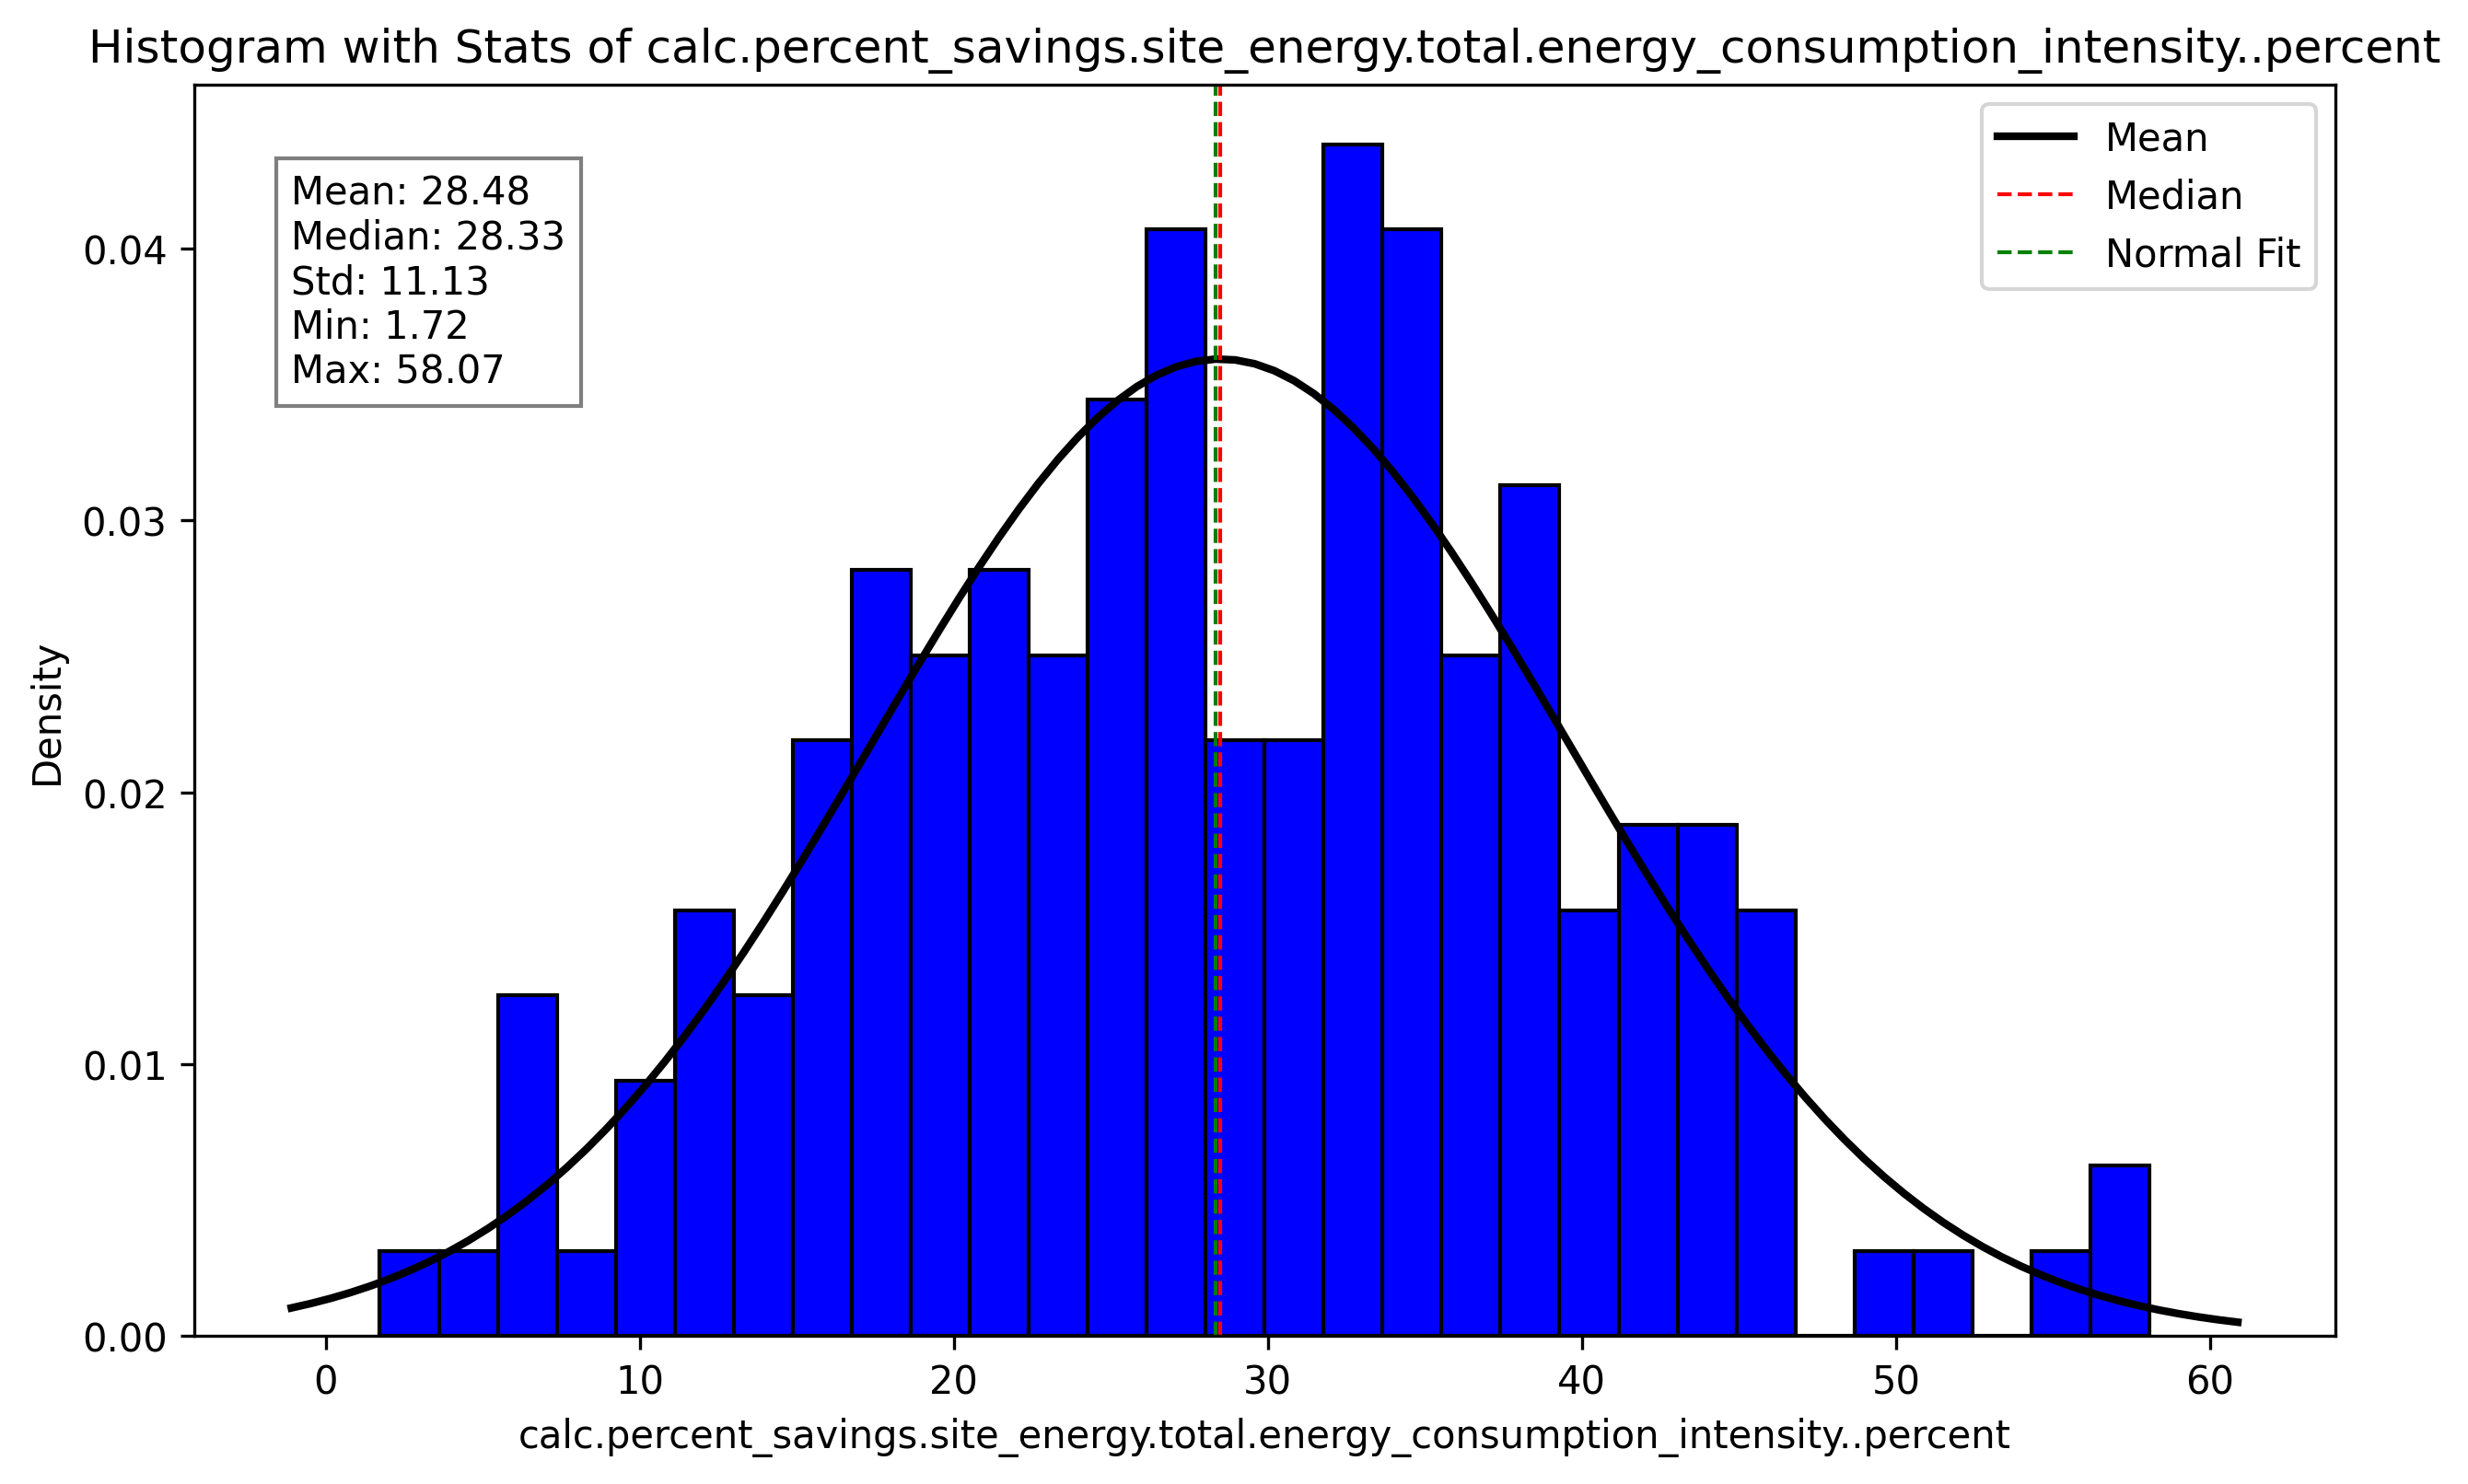 Histogram with Stats of calc.percent_savings.site_energy.total.energy_consumption_intensity..percent
Mean: 28.48
Median: 28.33
Std: 11.13
Min: 1.72
Max: 58.07
Mean
Median
Normal Fit
Density
0.04
0.03
0.02
0.01
0.00
0 10 20 30 40 50 60
calc.percent_savings.site_energy.total.energy_consumption_intensity..percent